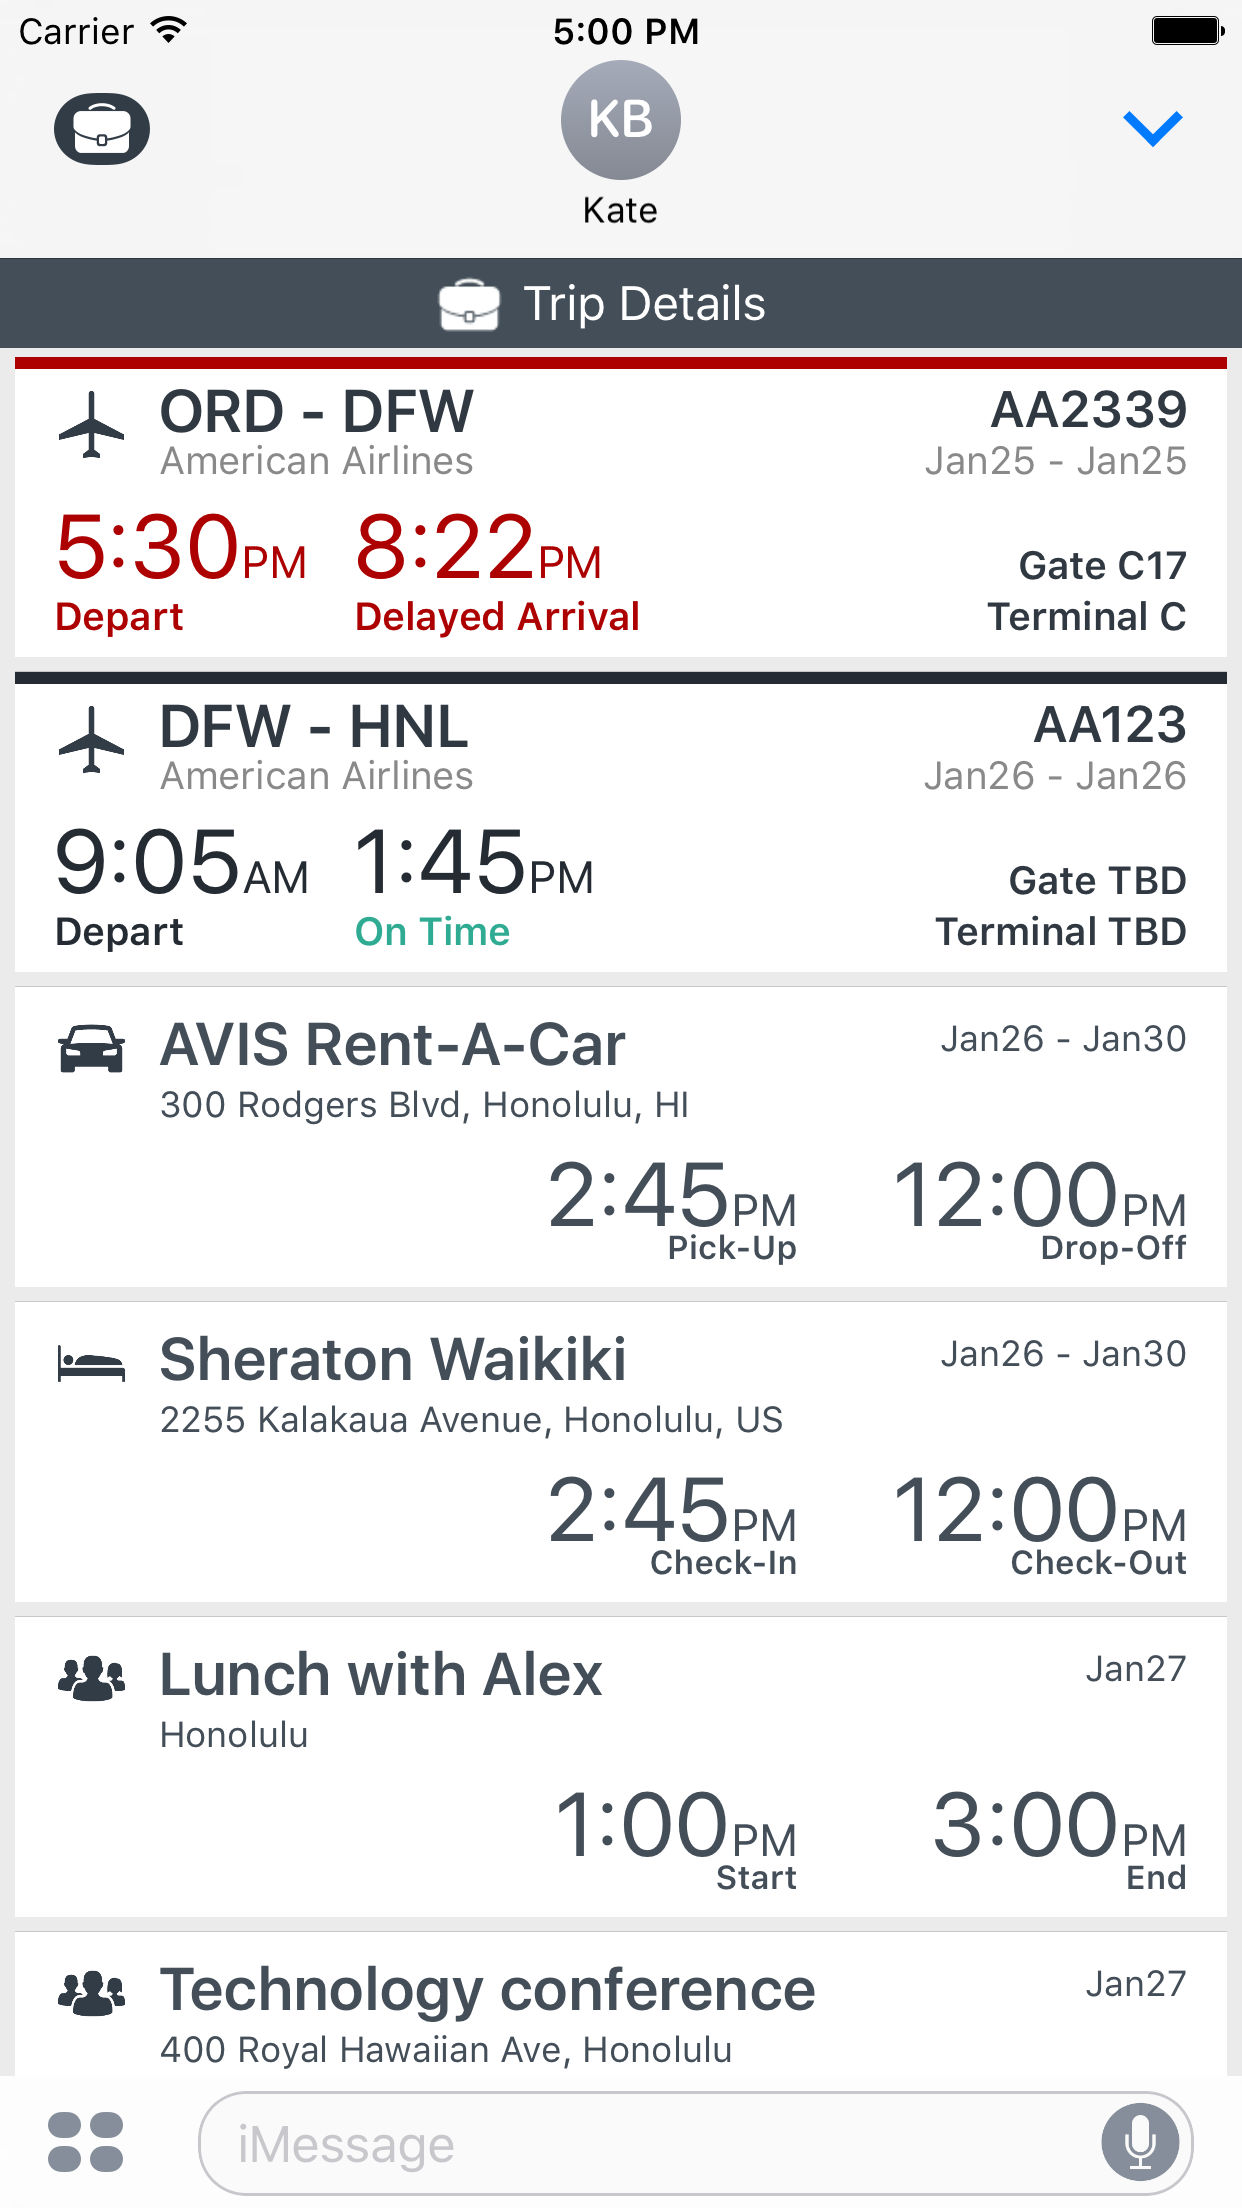 Carrier 5:00 PM
KB
Kate
Trip Details
ORD - DFW AA2339
American Airlines Jan25 - Jan25
5:30PM 8:22PM Gate C17
Depart Delayed Arrival Terminal C
DFW - HNL AA123
American Airlines Jan26 - Jan26
9:05AM 1:45PM Gate TBD
Depart On Time Terminal TBD
AVIS Rent-A-Car Jan26 - Jan30
300 Rodgers Blvd, Honolulu, HI
2:45PM 12:00PM
Pick-Up Drop-Off
Sheraton Waikiki Jan26 - Jan30
2255 Kalakaua Avenue, Honolulu, US
2:45PM 12:00PM
Check-In Check-Out
Lunch with Alex Jan27
Honolulu
1:00PM 3:00PM
Start End
Technology conference Jan27
400 Royal Hawaiian Ave, Honolulu
iMessage